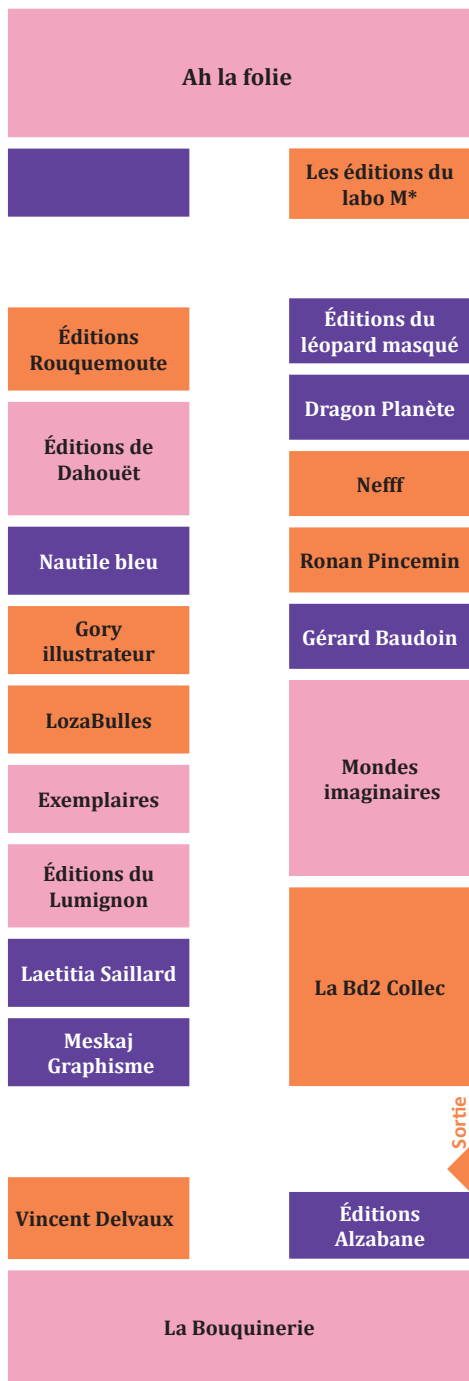 Ah la folie
Les éditions du
labo M*
Éditions
Rouquemoute
Éditions de
Dahouët
Nautile bleu
Gory
illustrateur
LozaBulles
Exemplaires
Éditions du
Lumignon
Laetitia Saillard
Meskaj
Graphisme
Vincent Delvaux
Éditions du
léopard masqué
Dragon Planète
Nefff
Ronan Pincemin
Gérard Baudoin
Mondes
imaginaires
La Bd2 Collec
Sortie
Éditions
Alzabane
La Bouquinerie